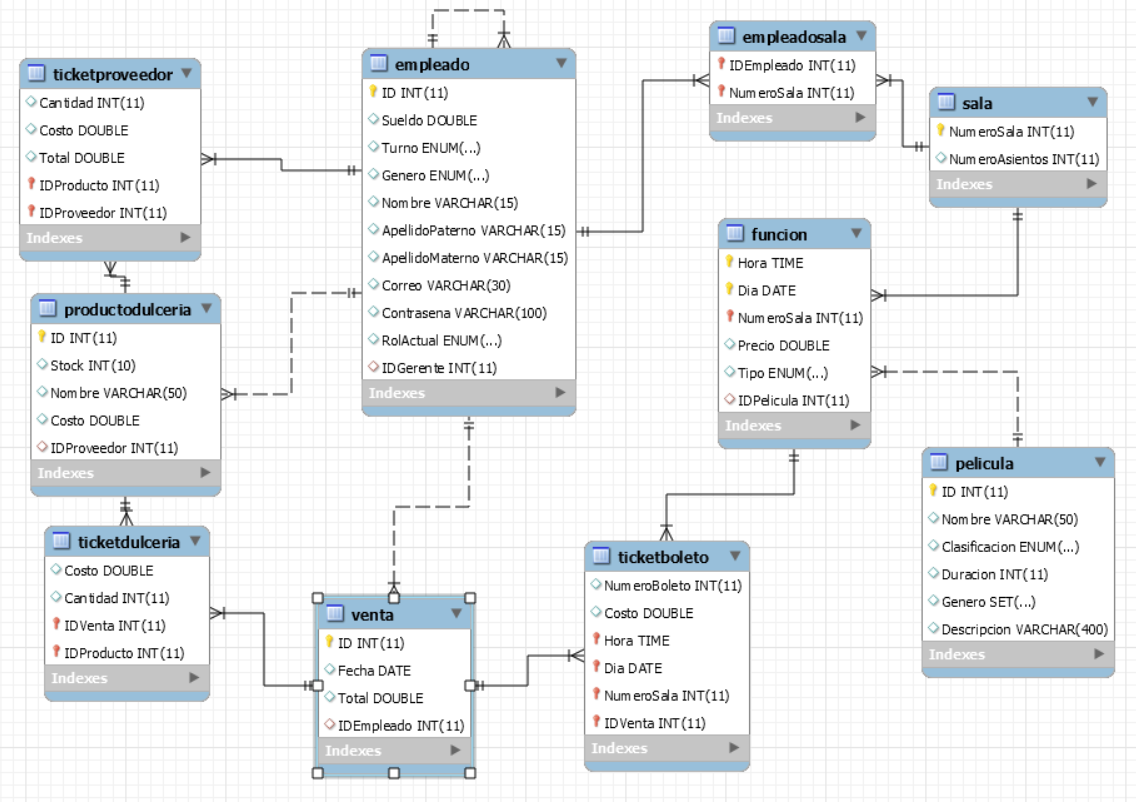 ticketproveedor
Cantidad INT(11)
Costo DOUBLE
Total DOUBLE
IDProducto INT(11)
IDProveedor INT(11)
Indexes
productodulceria
ID INT(11)
Stock INT(10)
Nombre VARCHAR(50)
Costo DOUBLE
IDProveedor INT(11)
Indexes
ticketdulceria
Costo DOUBLE
Cantidad INT(11)
IDVenta INT(11)
IDProducto INT(11)
Indexes
empleado
ID INT(11)
Sueldo DOUBLE
Turno ENUM(...)
Genero ENUM(...)
Nombre VARCHAR(15)
ApellidoPaterno VARCHAR(15)
ApellidoMaterno VARCHAR(15)
Correo VARCHAR(30)
Contrasena VARCHAR(100)
RolActual ENUM(...)
IDGerente INT(11)
Indexes
venta
ID INT(11)
Fecha DATE
Total DOUBLE
IDEmpleado INT(11)
Indexes
empleadosala
IDEmpleado INT(11)
NumeroSala INT(11)
Indexes
sala
NumeroSala INT(11)
NumeroAsientos INT(11)
Indexes
funcion
Hora TIME
Dia DATE
NumeroSala INT(11)
Precio DOUBLE
Tipo ENUM(...)
IDPelicula INT(11)
Indexes
ticketboleto
NumeroBoleto INT(11)
Costo DOUBLE
Hora TIME
Dia DATE
NumeroSala INT(11)
IDVenta INT(11)
Indexes
pelicula
ID INT(11)
Nombre VARCHAR(50)
Clasificacion ENUM(...)
Duracion INT(11)
Genero SET(...)
Descripcion VARCHAR(400)
Indexes